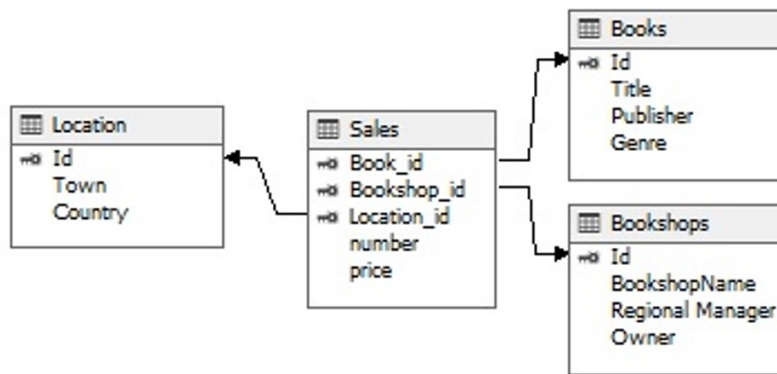 Location
Id
Town
Country
Sales
Book_id
Bookshop_id
Location_id
number
price
Books
Id
Title
Publisher
Genre
Bookshops
Id
BookshopName
Regional Manager
Owner